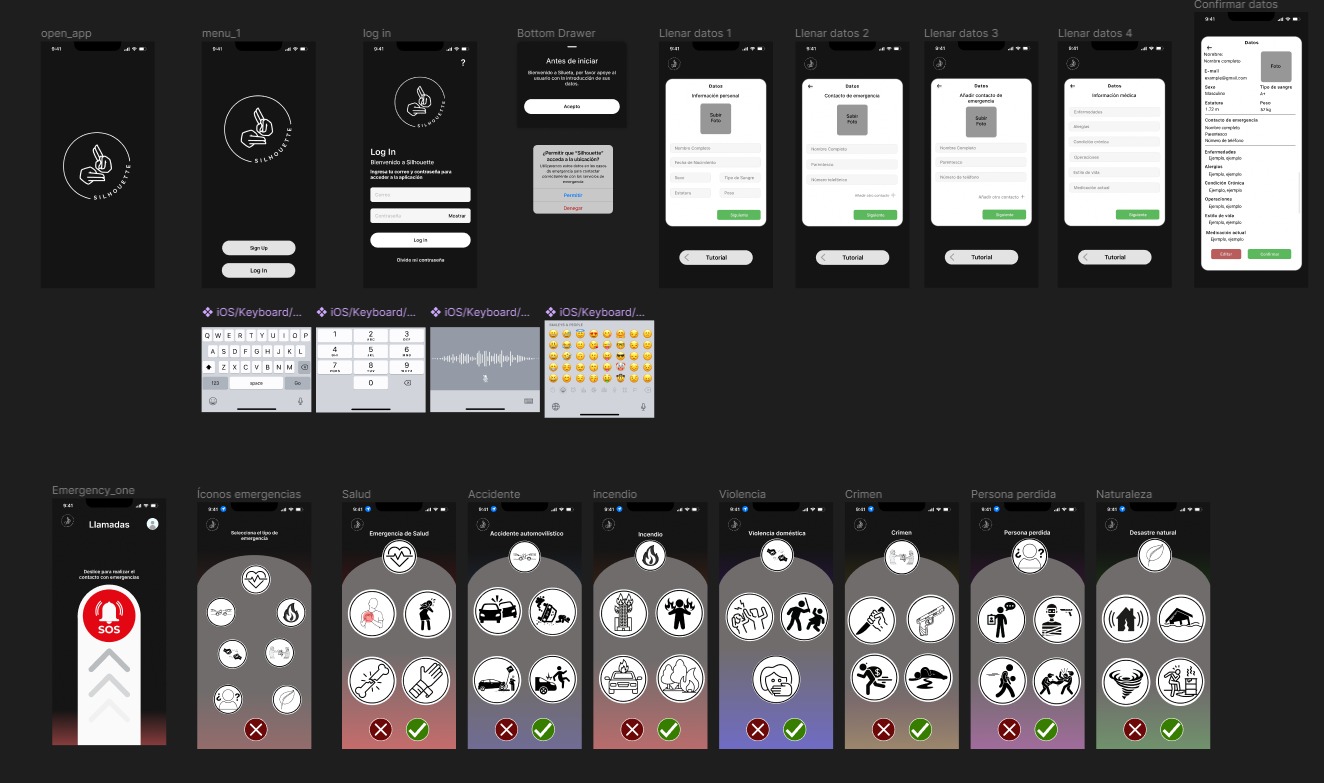 Confirmar datos
open_app
menu_1
log in
Bottom Drawer
Llenar datos 1
Llenar datos 2
Llenar datos 3
Llenar datos 4
9:41
SILHOUETTE
9:41
SILHOUETTE
Sign Up
Log In
9:41
?
SILHOUETTE
Log In
Bienvenido a Silhouette
Ingresa tu correo y contraseña para
acceder a la aplicación
Correo
Contraseña
Mostrar
Log in
Olvide mi contraseña
Antes de iniciar
Bienvenido a Silueta, por favor apoye al
usuario con la introducción de sus
datos.
Acepto
¿Permitir que "Silhouette"
acceda a la ubicación?
Utilizaremos estos datos en los casos
de emergencia para contactar
correctamente con los servicios de
emergencia
Permitir
Denegar
9:41
Datos
Información personal
Subir
Foto
Nombre Completo
Fecha de Nacimiento
Sexo
Tipo de Sangre
Estatura
Peso
Siguiente
Tutorial
9:41
Datos
Contacto de emergencia
Subir
Foto
Nombre Completo
Parentesco
Número telefónico
Añadir otro contacto +
Siguiente
Tutorial
9:41
Datos
Añadir contacto de
emergencia
Subir
Foto
Nombre Completo
Parentesco
Número de teléfono
Añadir otro contacto +
Siguiente
Tutorial
9:41
Datos
Información médica
Enfermedades
Alergias
Condición crónica
Operaciones
Estilo de vida
Medicación actual
Siguiente
Tutorial
9:41
Datos
Nombre:
Nombre completo
Foto
E-mail
example@gmail.com
Sexo
Tipo de sangre
Masculino
A+
Estatura
Peso
1.72 m
57 kg
Contacto de emergencia
Nombre completo
Parentesco
Número de teléfono
Enfermedades
Ejemplo, ejemplo
Alergias
Ejemplo, ejemplo
Condición Crónica
Ejemplo, ejemplo
Operaciones
Ejemplo, ejemplo
Estilo de vida
Ejemplo, ejemplo
Medicación actual
Ejemplo, ejemplo
Editar
Continuar
iOS/Keyboard/...
iOS/Keyboard/...
iOS/Keyboard/...
iOS/Keyboard/...
Q W E R T Y U I O P
A S D F G H J K L
Z X C V B N M
123
space
Go
1
2
ABC
3
DEF
4
GHI
5
JKL
6
MNO
7
PQRS
8
TUV
9
WXYZ
0
SMILEYS & PEOPLE
Emergency_one
Íconos emergencias
Salud
Accidente
incendio
Violencia
Crimen
Persona perdida
Naturaleza
9:41
Llamadas
Deslice para realizar el
contacto con emergencias
SOS
9:41
Selecciona el tipo de
emergencia
9:41
Emergencia de Salud
9:41
Accidente automovilístico
9:41
Incendio
9:41
Violencia doméstica
9:41
Crimen
$
9:41
Persona perdida
¿ ?
9:41
Desastre natural